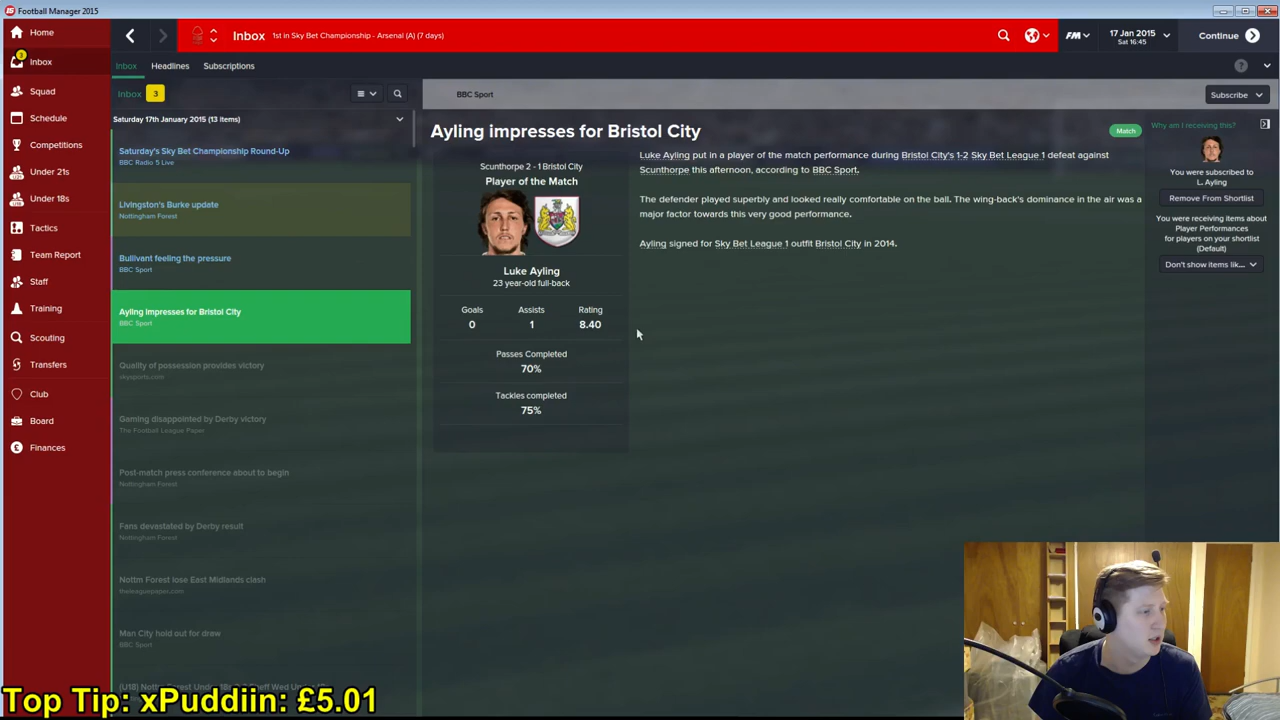 Football Manager 2015
Home
Inbox
1st in Sky Bet Championship - Arsenal (A) (7 days)
FM
17 Jan 2015
Sat 16:45
Continue
3
Inbox
Squad
Schedule
Competitions
Under 21s
Under 18s
Tactics
Team Report
Staff
Training
Scouting
Transfers
Club
Board
Finances
Inbox
Headlines
Subscriptions
Inbox
3
Saturday 17th January 2015 (13 items)
Saturday's Sky Bet Championship Round-Up
BBC Radio 5 Live
Livingston's Burke update
Nottingham Forest
Bullivant feeling the pressure
BBC Sport
Ayling impresses for Bristol City
BBC Sport
Quality of possession provides victory
skysports.com
Gaming disappointed by Derby victory
The Football League Paper
Post-match press conference about to begin
Nottingham Forest
Fans devastated by Derby result
Nottingham Forest
Nottm Forest lose East Midlands clash
theleaguepaper.com
Man City hold out for draw
BBC Sport
BBC Sport
Subscribe
Ayling impresses for Bristol City
Match
Scunthorpe 2 - 1 Bristol City
Player of the Match
Luke Ayling
23 year-old full-back
Goals
Assists
Rating
0
1
8.40
Passes Completed
70%
Tackles completed
75%
Luke Ayling put in a player of the match performance during Bristol City's 1-2 Sky Bet League 1 defeat against
Scunthorpe this afternoon, according to BBC Sport.
The defender played superbly and looked really comfortable on the ball. The wing-back's dominance in the air was a
major factor towards this very good performance.
Ayling signed for Sky Bet League 1 outfit Bristol City in 2014.
Why am I receiving this?
You were subscribed to
L. Ayling
Remove From Shortlist
You were receiving items about
Player Performances
for players on your shortlist
(Default)
Don't show items lik...
Top Tip: xPuddiin: £5.01